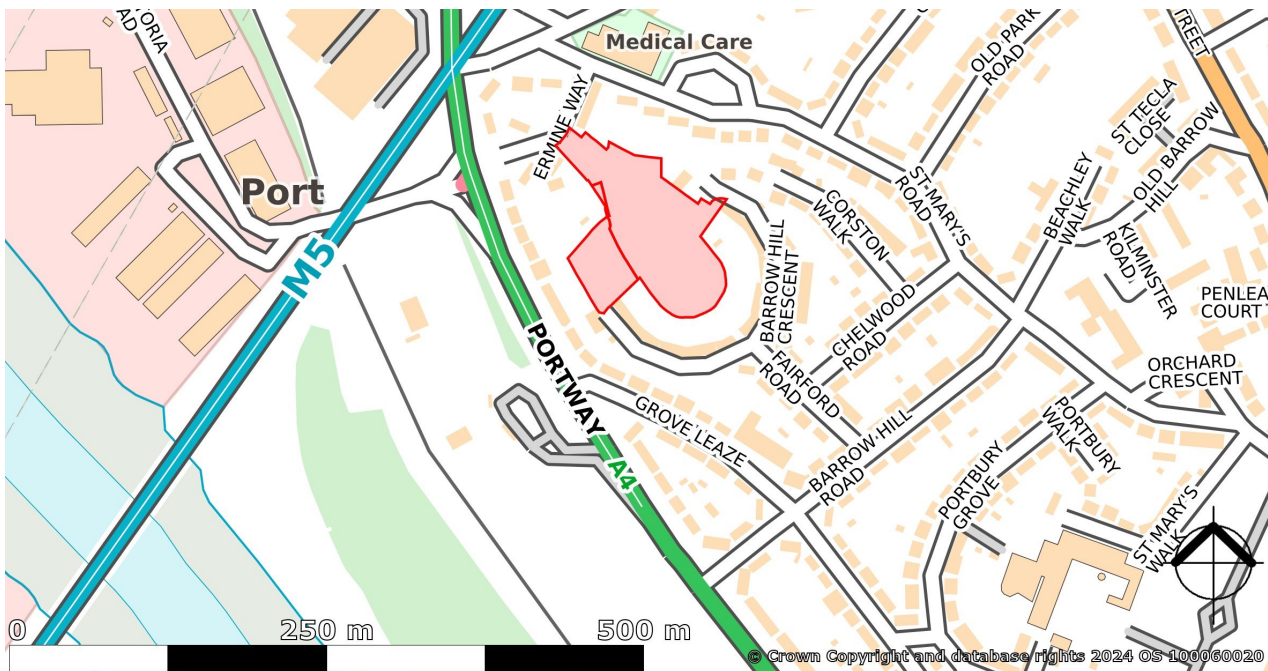 ORIA
AD
Medical Care
OLD PARK
ROAD
STREET
ERMINE WAY
ST TECLA
CLOSE
OLD BARROW
HILL
Port
M5
ST MARY'S
ROAD
BEACHLEY
WALK
CORSTON
WALK
KILMINSTER
ROAD
BARROW HILL
CRESCENT
PENLEA
COURT
CHELWOOD
ROAD
PORTWAY
FAIRFORD
ROAD
ORCHARD
CRESCENT
GROVE LEAZE
BARROW HILL
ROAD
PORTBURY
WALK
A4
PORTBURY
GROVE
ST MARY'S
WALK
0 250 m 500 m
© Crown Copyright and database rights 2024 OS 100060020